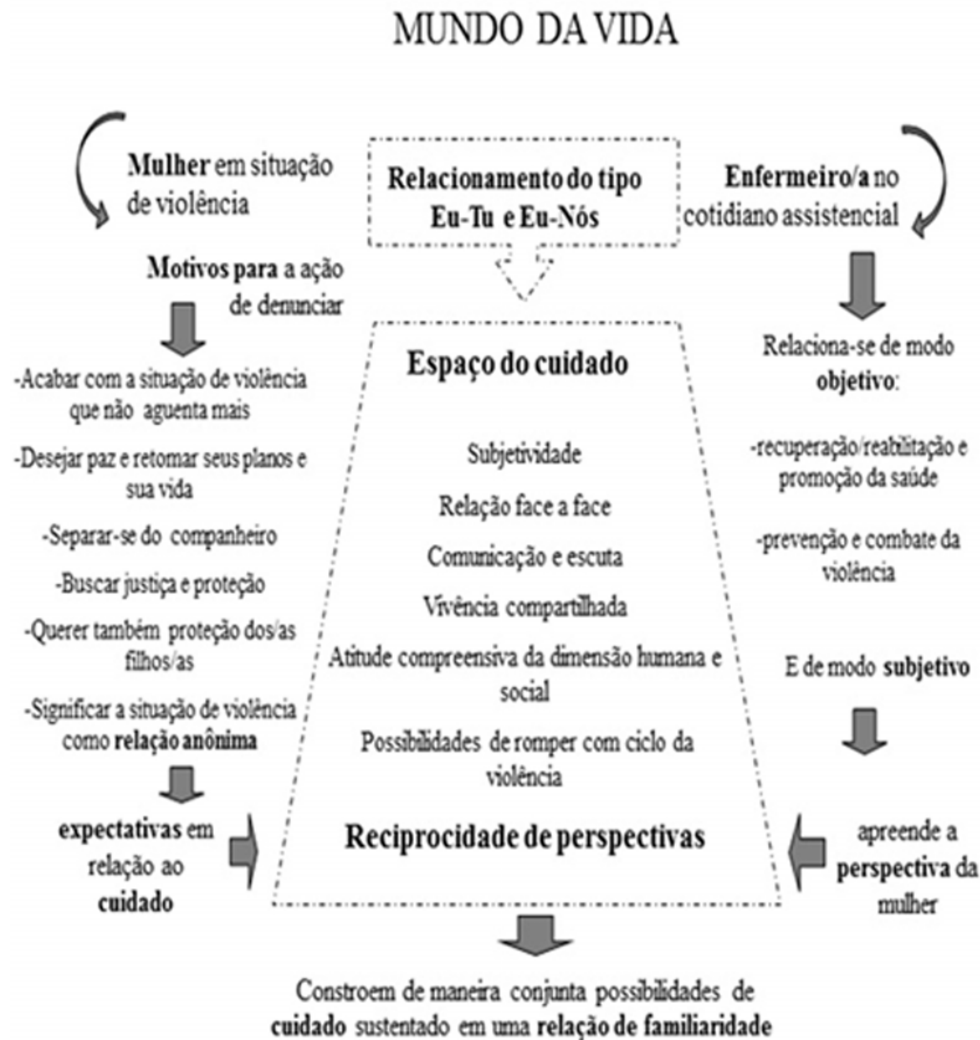 MUNDO DA VIDA
Mulher em situação
de violência
Motivos para a ação
de denunciar
-Acabar com a situação de violência
que não aguenta mais
-Desejar paz e retomar seus planos e
sua vida
-Separar-se do companheiro
-Buscar justiça e proteção
-Querer também proteção dos/as
filhos/as
-Significar a situação de violência
como relação anônima
expectativas em
relação ao
cuidado
Relacionamento do tipo
Eu-Tu e Eu-Nós
Espaço do cuidado
Subjetividade
Relação face a face
Comunicação e escuta
Vivência compartilhada
Atitude compreensiva da dimensão humana e
social
Possibilidades de romper com ciclo da
violência
Reciprocidade de perspectivas
Enfermeiro/a no
cotidiano assistencial
Relaciona-se de modo
objetivo:
-recuperação/reabilitação e
promoção da saúde
-prevenção e combate da
violência
E de modo subjetivo
apreende a
perspectiva da
mulher
Constroem de maneira conjunta possibilidades de
cuidado sustentado em uma relação de familiaridade